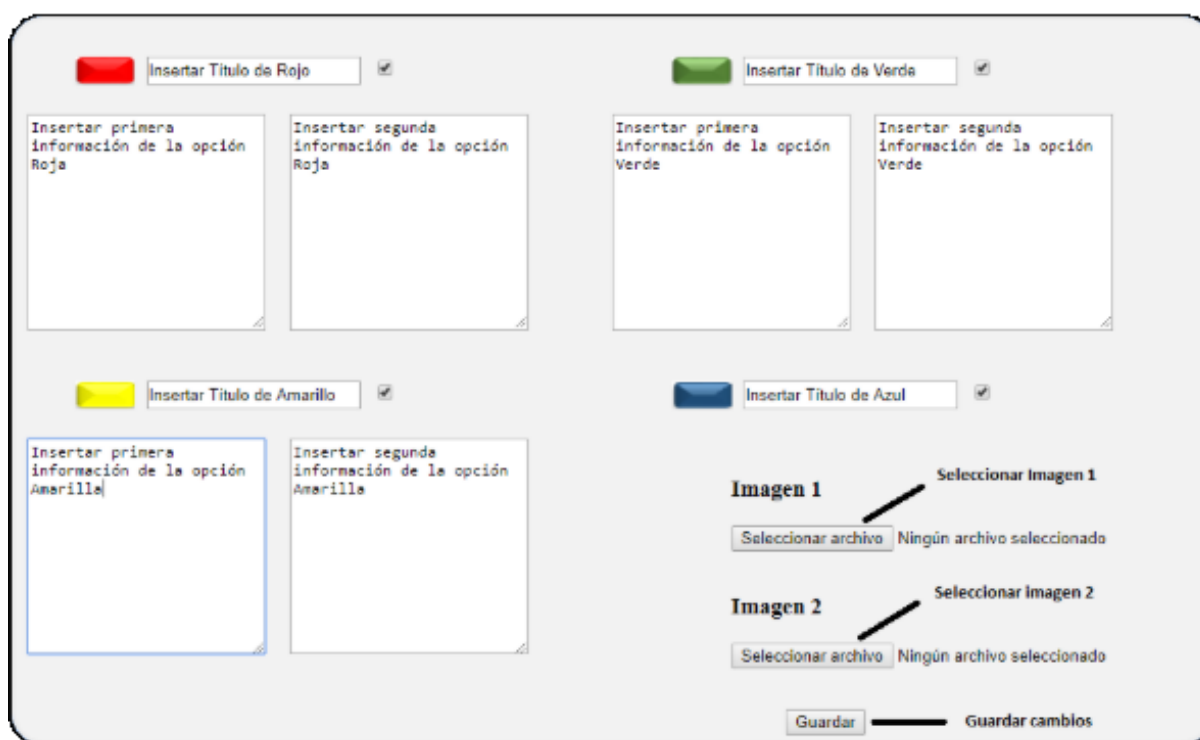 Insertar Título de Rojo
Insertar Título de Verde
Insertar primera
información de la opción
Roja
Insertar segunda
información de la opción
Roja
Insertar primera
información de la opción
Verde
Insertar segunda
información de la opción
Verde
Insertar Título de Amarillo
Insertar Título de Azul
Insertar primera
información de la opción
Amarilla
Insertar segunda
información de la opción
Amarilla
Seleccionar Imagen 1
Imagen 1
Seleccionar archivo Ningún archivo seleccionado
Seleccionar imagen 2
Imagen 2
Seleccionar archivo Ningún archivo seleccionado
Guardar Guardar cambios